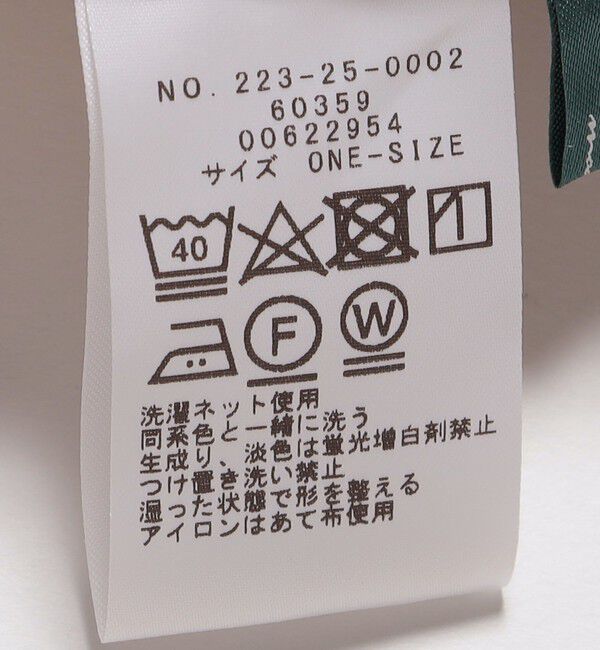 NO. 223-25-0002
60359
00622954
サイズ ONE-SIZE
40
F W
洗濯ネット使用
同系色と一緒に洗う
生成り、淡色は蛍光増白剤禁止
つけ置き洗い禁止
湿った状態で形を整える
アイロンはあて布使用